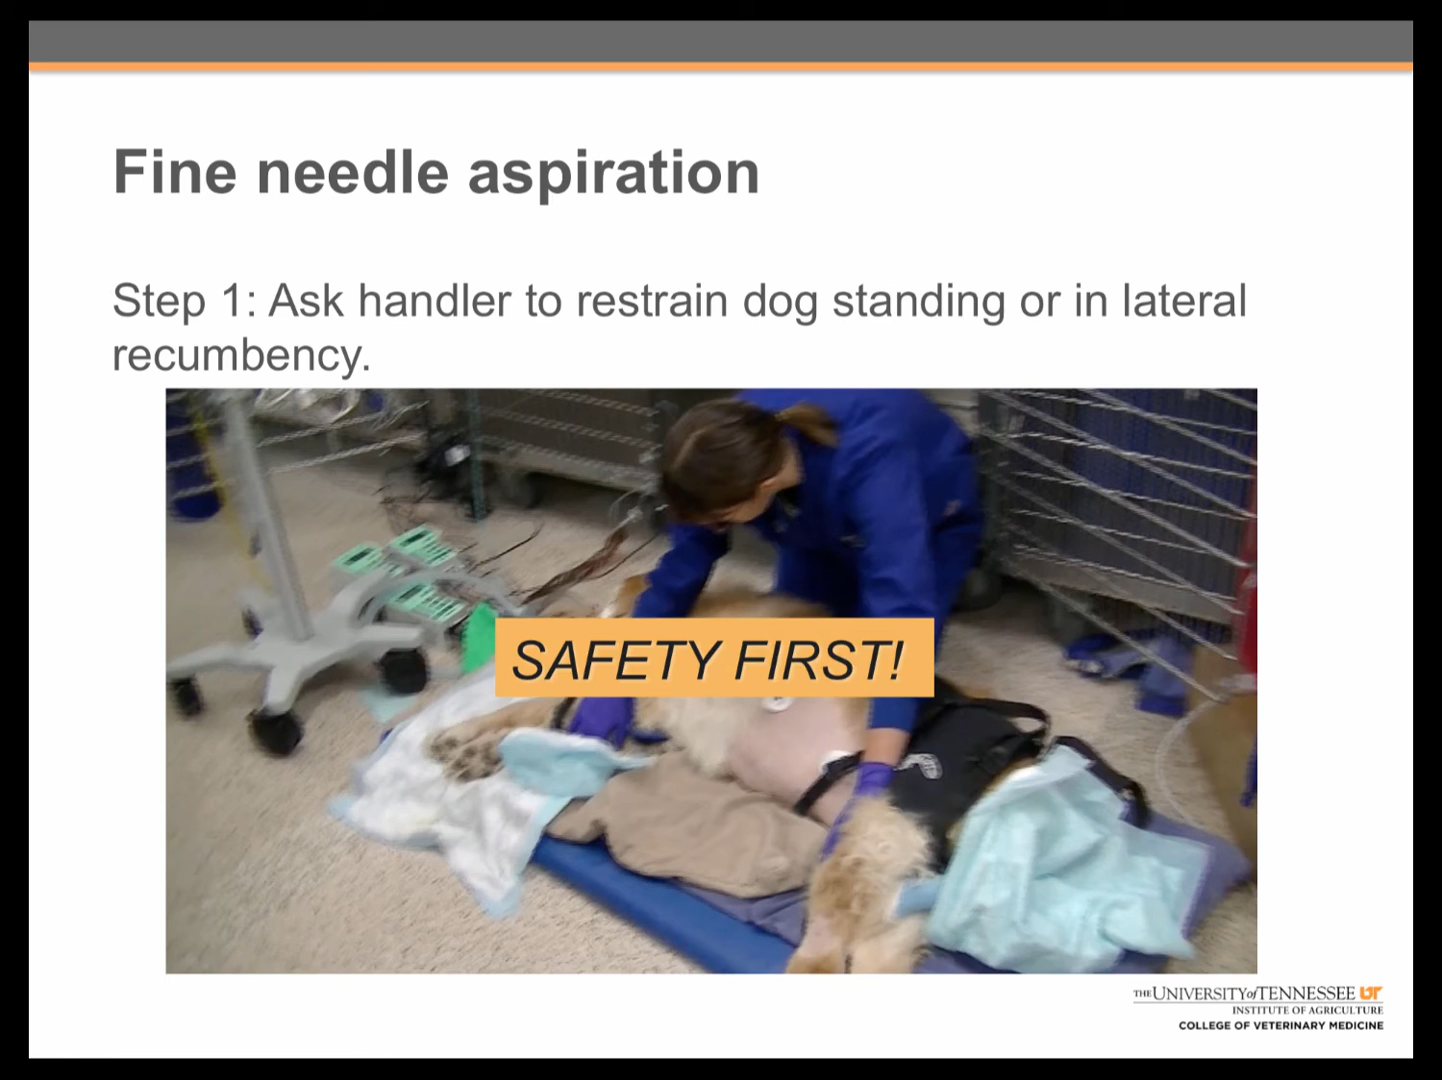 Fine needle aspiration
Step 1: Ask handler to restrain dog standing or in lateral
recumbency.
SAFETY FIRST!
THE UNIVERSITY of TENNESSEE UT
INSTITUTE OF AGRICULTURE
COLLEGE OF VETERINARY MEDICINE